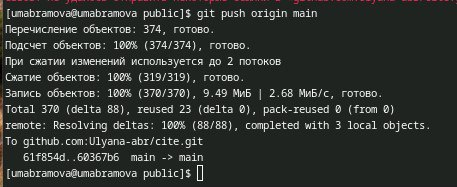 [umabramova@umabramova public]$ git push origin main
Перечисление объектов: 374, готово.
Подсчет объектов: 100% (374/374), готово.
При сжатии изменений используется до 2 потоков
Сжатие объектов: 100% (319/319), готово.
Запись объектов: 100% (370/370), 9.49 МиБ | 2.68 МиБ/с, готово.
Total 370 (delta 88), reused 23 (delta 0), pack-reused 0 (from 0)
remote: Resolving deltas: 100% (88/88), completed with 3 local objects.
To github.com:Ulyana-abr/cite.git
   61f854d..60367b6  main -> main
[umabramova@umabramova public]$